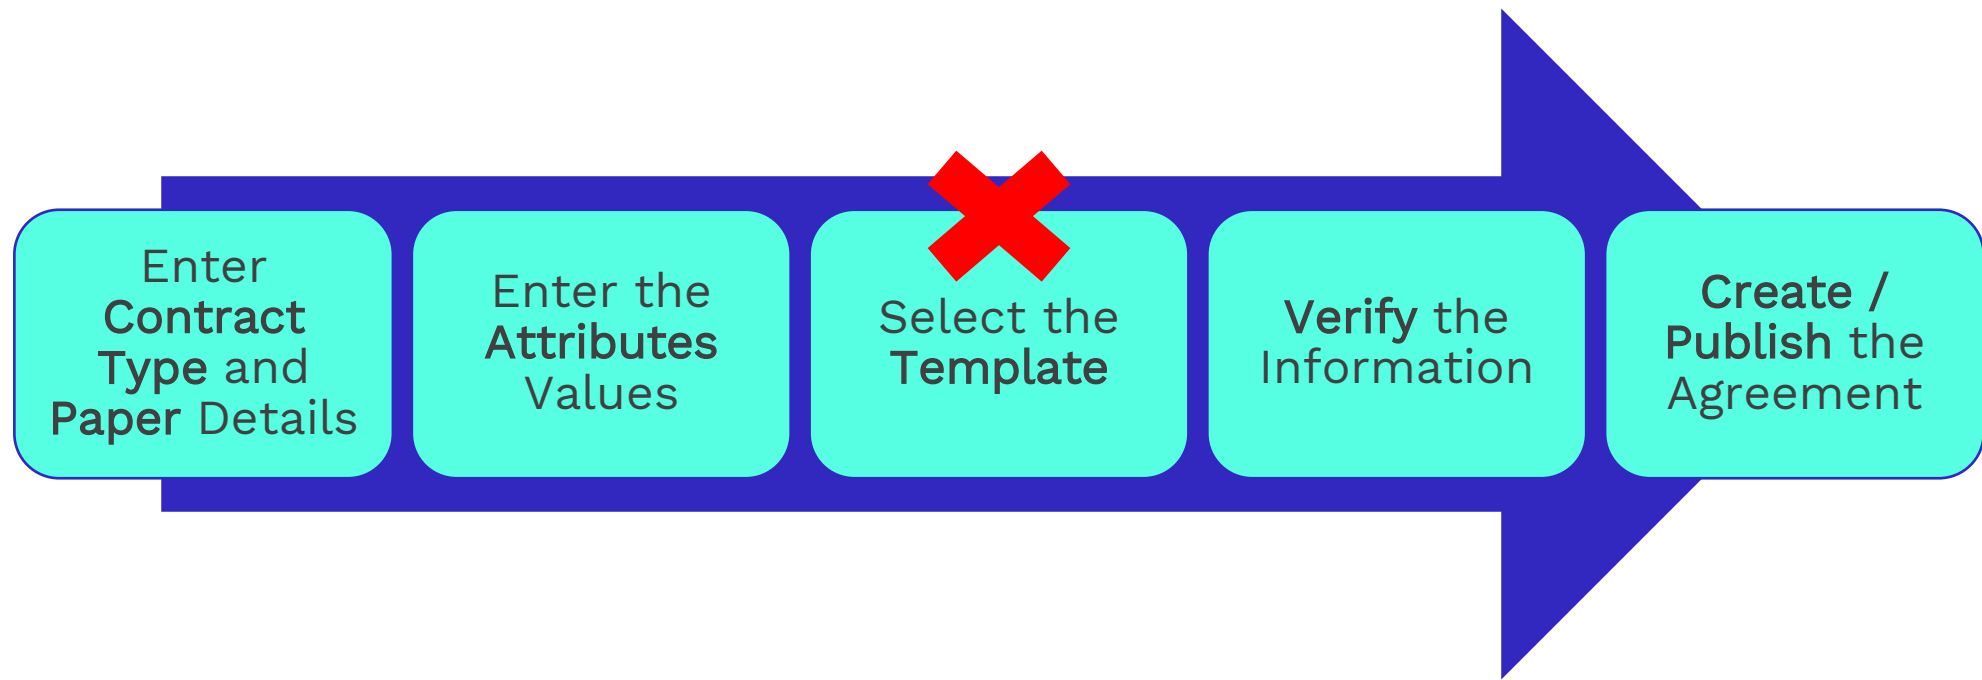 Enter
Contract
Type and
Paper Details
Enter the
Attributes
Values
Select the
Template
Verify the
Information
Create /
Publish the
Agreement